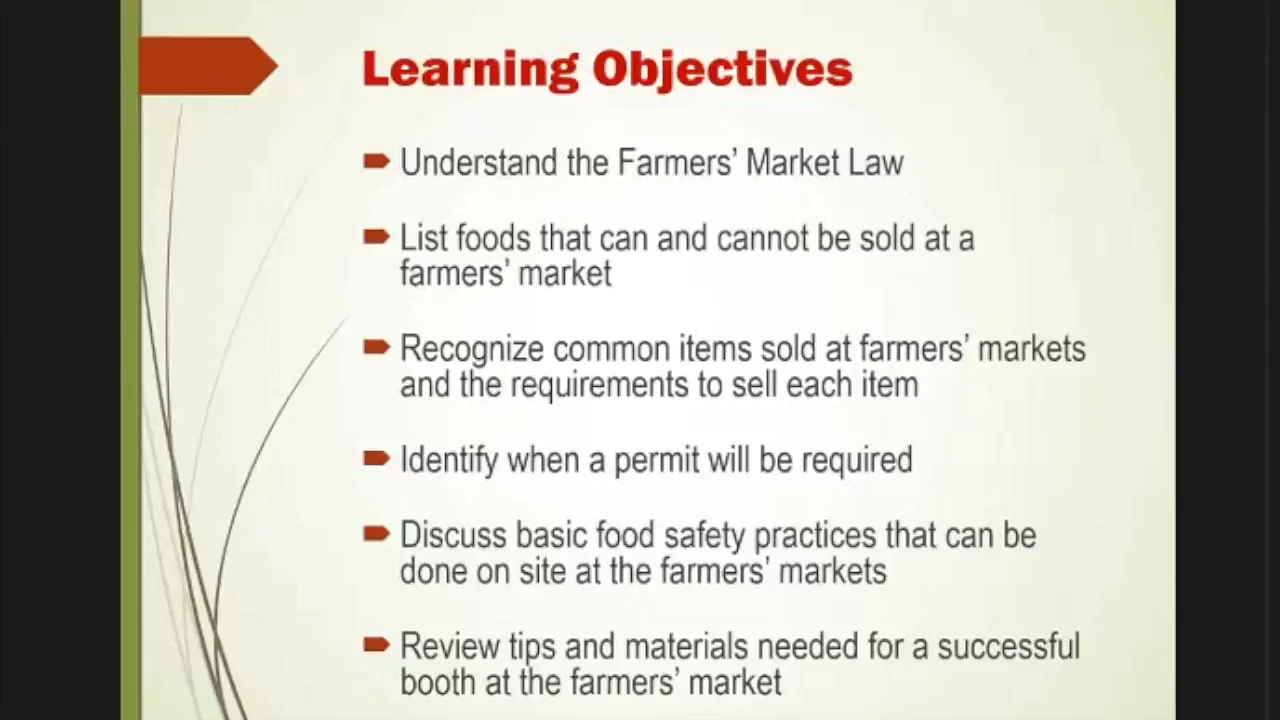 Learning Objectives
Understand the Farmers’ Market Law
List foods that can and cannot be sold at a
farmers’ market
Recognize common items sold at farmers’ markets
and the requirements to sell each item
Identify when a permit will be required
Discuss basic food safety practices that can be
done on site at the farmers’ markets
Review tips and materials needed for a successful
booth at the farmers’ market